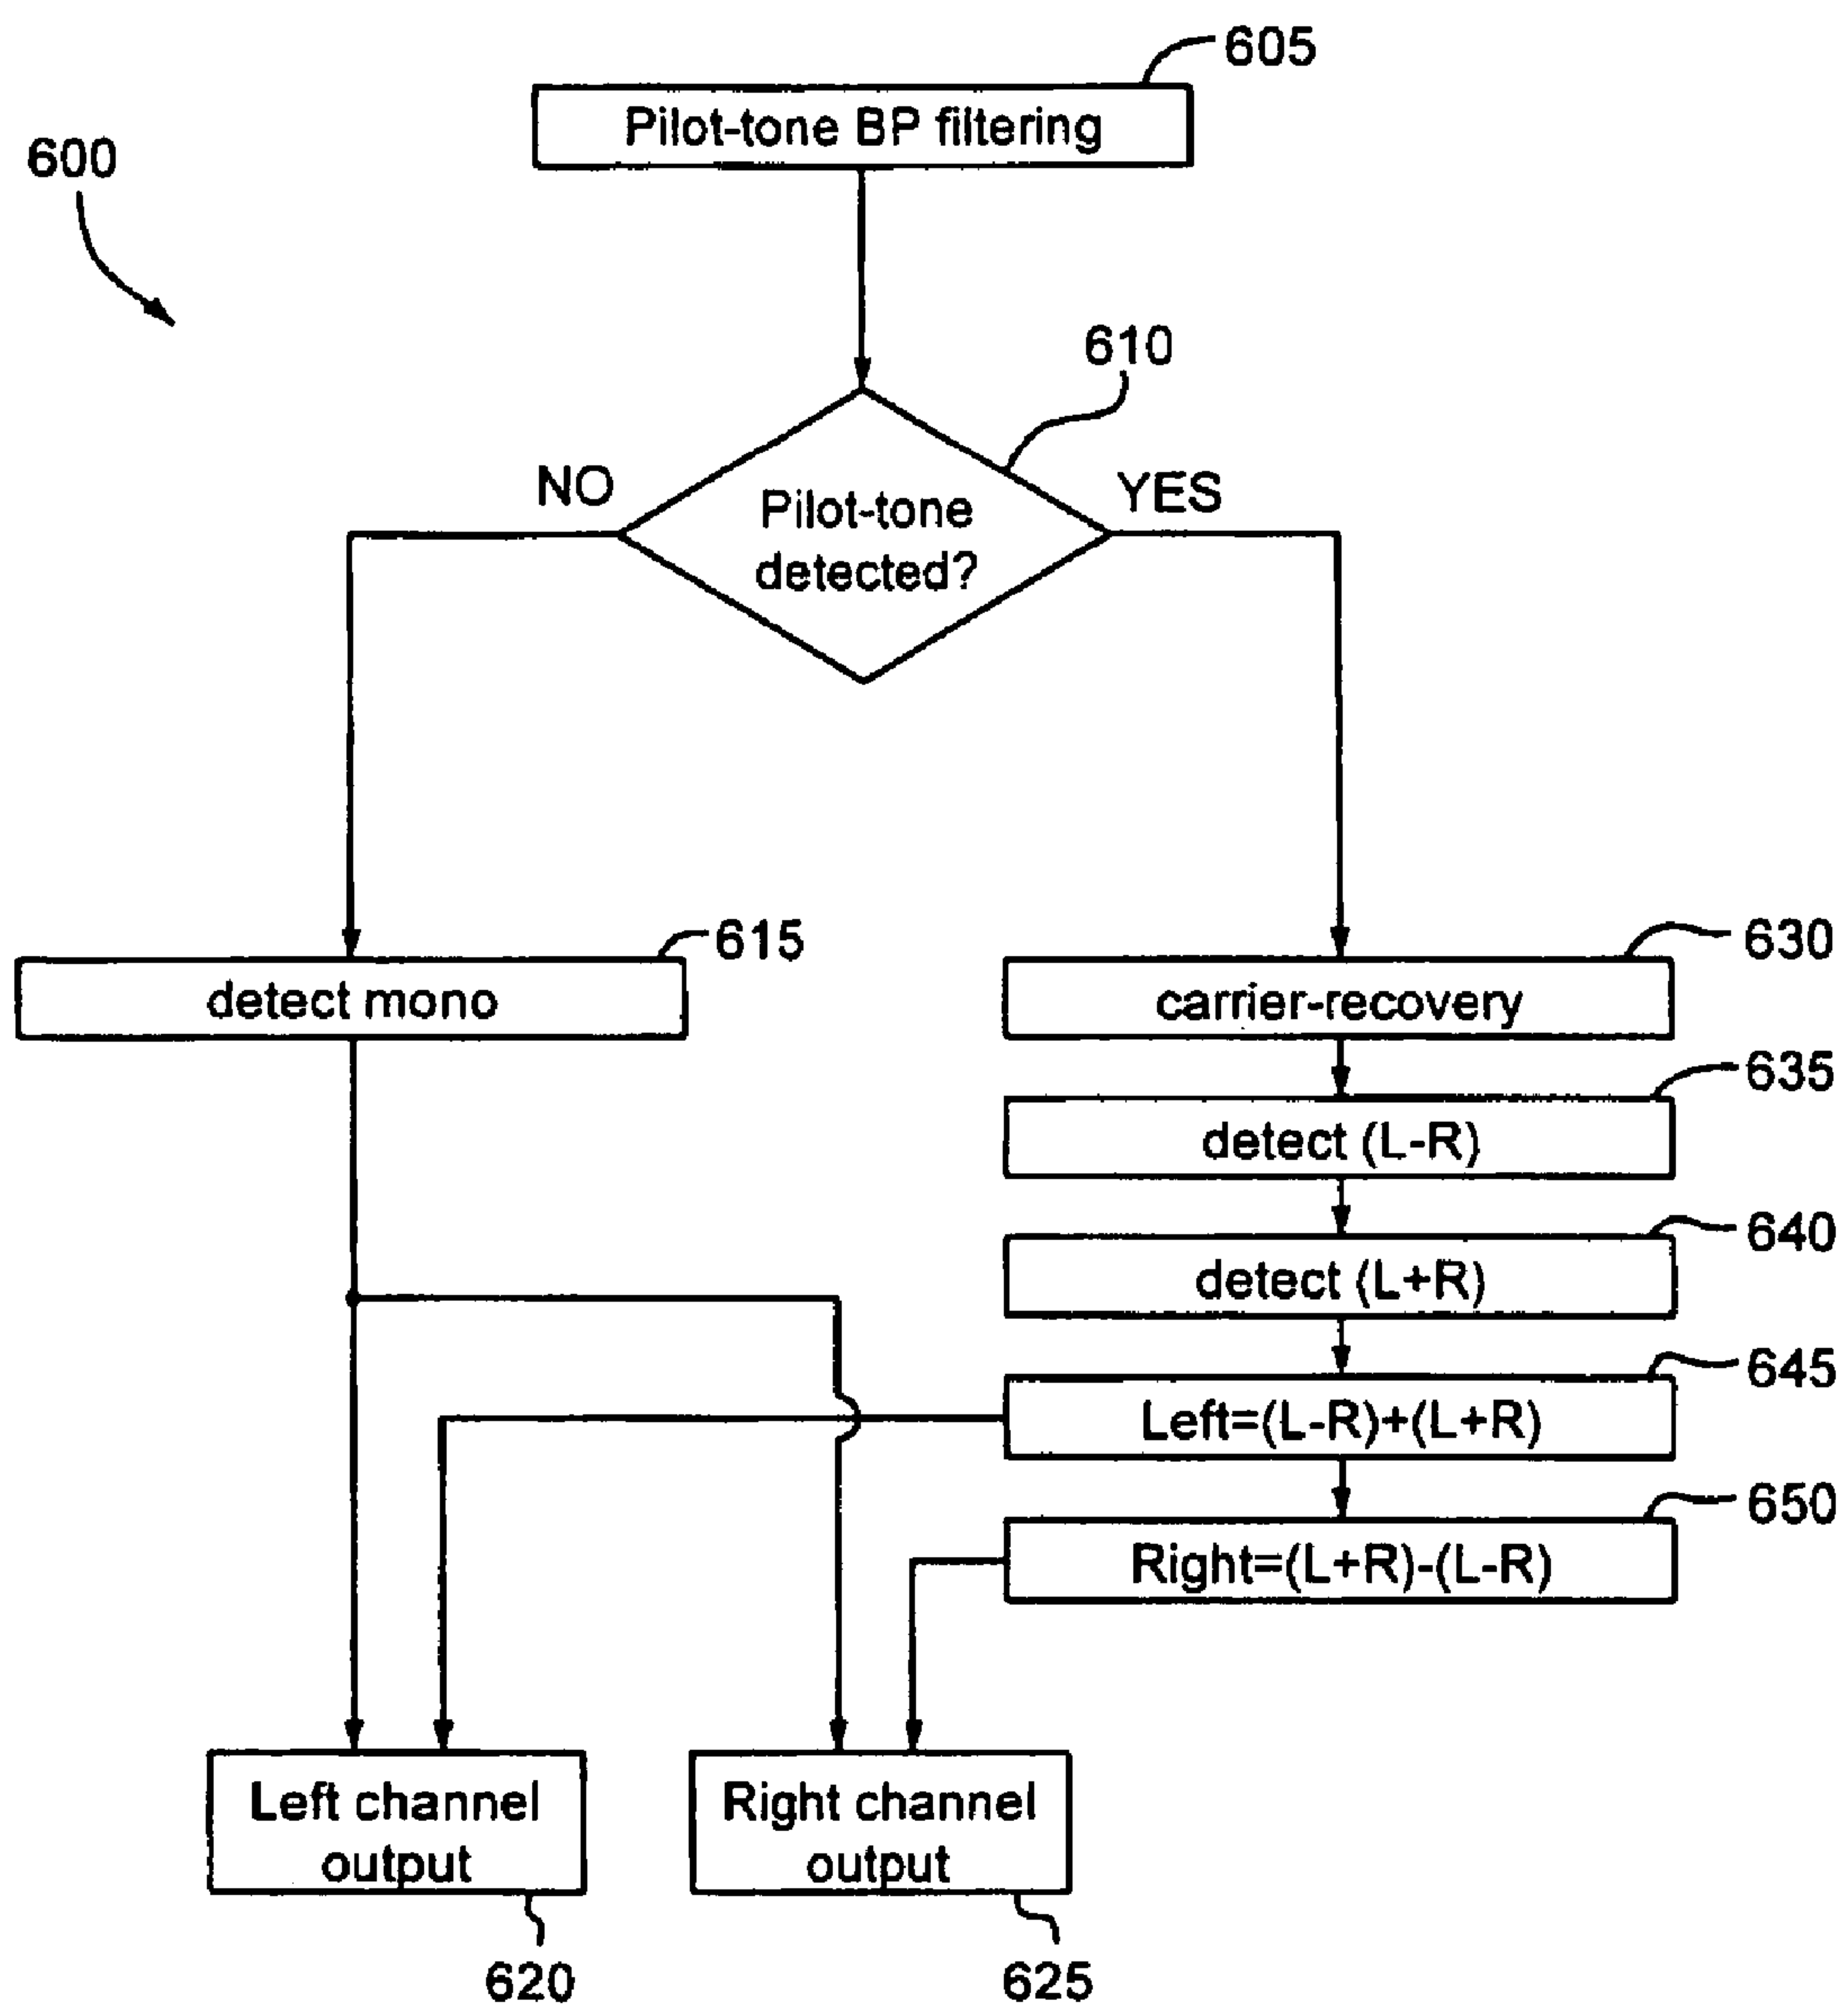 605
Pilot-tone BP filtering
600
610
NO
YES
Pilot-tone
detected?
615
detect mono
630
carrier-recovery
635
detect (L-R)
640
detect (L+R)
645
Left=(L-R)+(L+R)
650
Right=(L+R)-(L-R)
Left channel
output
Right channel
output
620
625